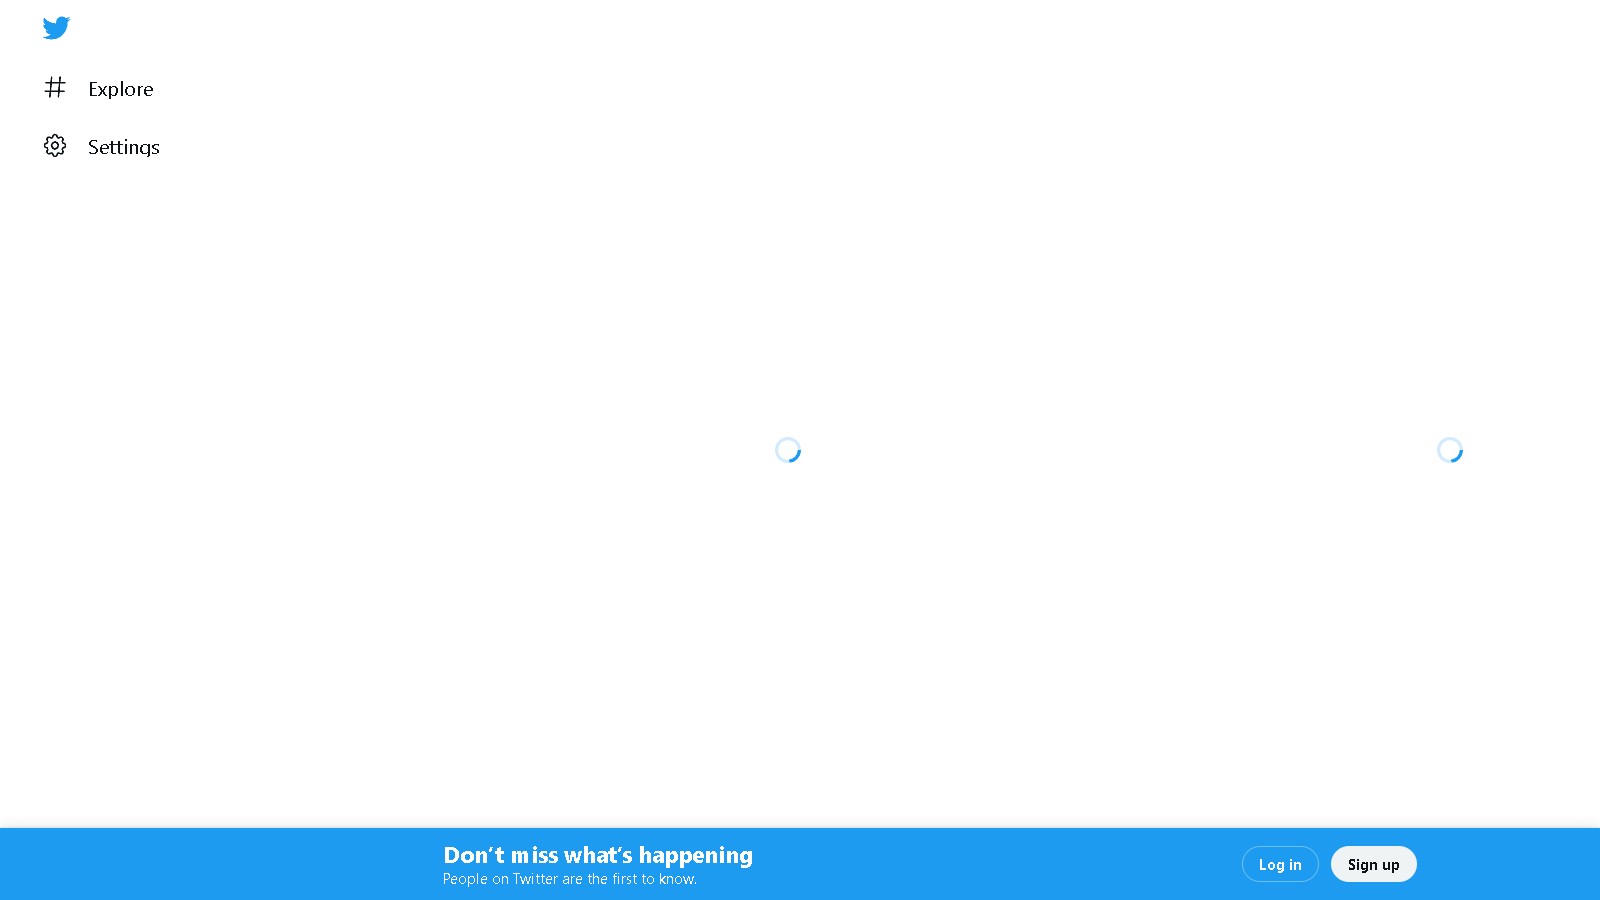 Explore
Settings
Don’t miss what’s happening
People on Twitter are the first to know.
Log in
Sign up